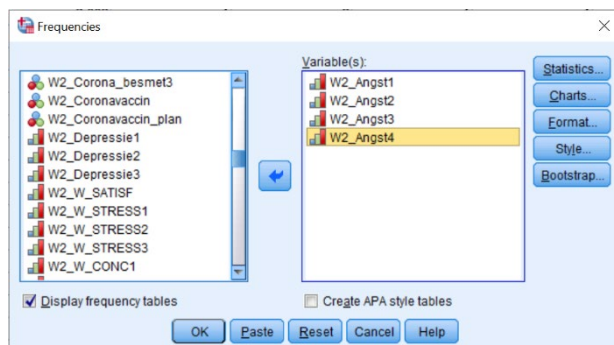 Frequencies
Variable(s):
W2_Corona_besmet3
W2_Coronavaccin
W2_Coronavaccin_plan
W2_Depressie1
W2_Depressie2
W2_Depressie3
W2_W_SATISF
W2_W_STRESS1
W2_W_STRESS2
W2_W_STRESS3
W2_W_CONC1
W2_Angst1
W2_Angst2
W2_Angst3
W2_Angst4
Statistics...
Charts...
Format...
Style...
Bootstrap...
Display frequency tables
Create APA style tables
OK Paste Reset Cancel Help